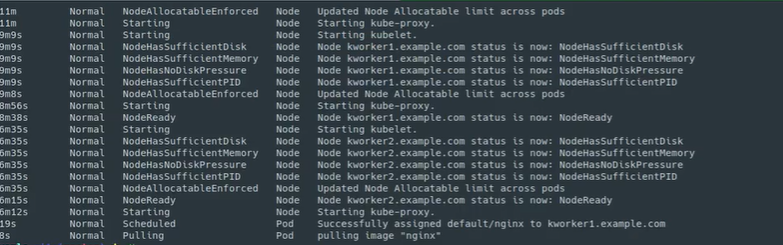 11m Normal NodeAllocatableEnforced Node Updated Node Allocatable limit across pods
11m Normal Starting Node Starting kube-proxy.
9m9s Normal Starting Node Starting kubelet.
9m9s Normal NodeHasSufficientDisk Node Node kworker1.example.com status is now: NodeHasSufficientDisk
9m9s Normal NodeHasSufficientMemory Node Node kworker1.example.com status is now: NodeHasSufficientMemory
9m9s Normal NodeHasNoDiskPressure Node Node kworker1.example.com status is now: NodeHasNoDiskPressure
9m9s Normal NodeHasSufficientPID Node Node kworker1.example.com status is now: NodeHasSufficientPID
9m8s Normal NodeAllocatableEnforced Node Updated Node Allocatable limit across pods
8m56s Normal Starting Node Starting kube-proxy.
8m38s Normal NodeReady Node Node kworker1.example.com status is now: NodeReady
6m35s Normal Starting Node Starting kubelet.
6m35s Normal NodeHasSufficientDisk Node Node kworker2.example.com status is now: NodeHasSufficientDisk
6m35s Normal NodeHasSufficientMemory Node Node kworker2.example.com status is now: NodeHasSufficientMemory
6m35s Normal NodeHasNoDiskPressure Node Node kworker2.example.com status is now: NodeHasNoDiskPressure
6m35s Normal NodeHasSufficientPID Node Node kworker2.example.com status is now: NodeHasSufficientPID
6m35s Normal NodeAllocatableEnforced Node Updated Node Allocatable limit across pods
6m15s Normal NodeReady Node Node kworker2.example.com status is now: NodeReady
6m12s Normal Starting Node Starting kube-proxy.
19s Normal Scheduled Pod Successfully assigned default/nginx to kworker1.example.com
8s Normal Pulling Pod pulling image "nginx"